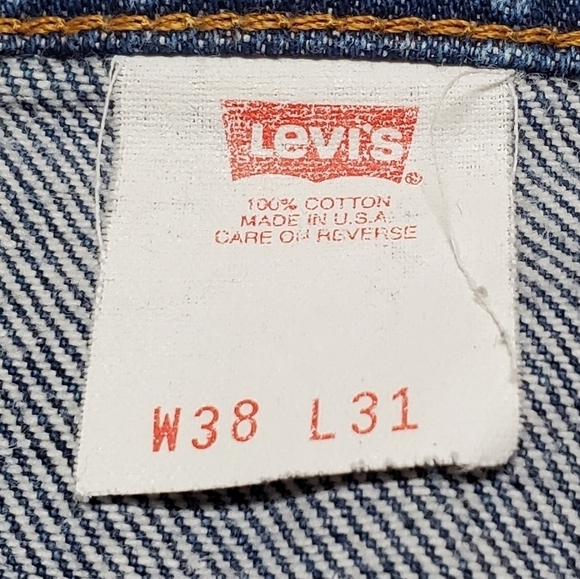 Levi's
®
100% COTTON
MADE IN U.S.A.
CARE ON REVERSE
W38 L31